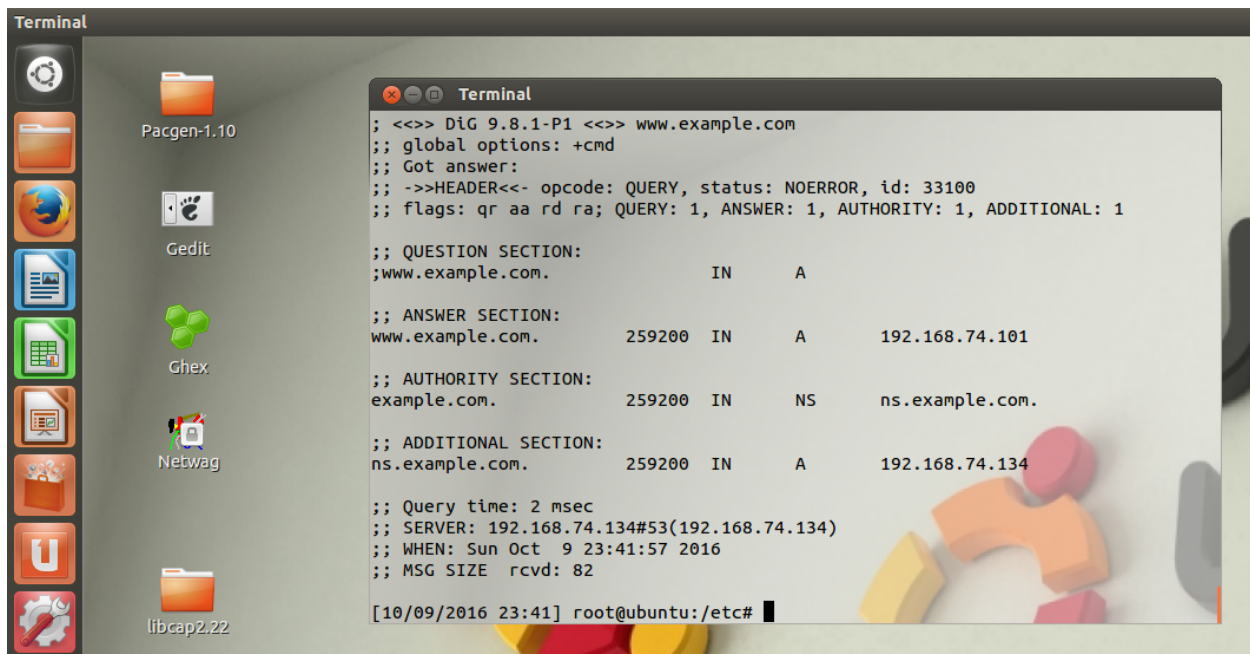 Terminal
Pacgen-1.10
Gedit
Ghex
Netwag
libcap2.22
Terminal
; <<>> DiG 9.8.1-P1 <<>> www.example.com
;; global options: +cmd
;; Got answer:
;; ->>HEADER<<- opcode: QUERY, status: NOERROR, id: 33100
;; flags: qr aa rd ra; QUERY: 1, ANSWER: 1, AUTHORITY: 1, ADDITIONAL: 1
;; QUESTION SECTION:
;www.example.com. IN A
;; ANSWER SECTION:
www.example.com. 259200 IN A 192.168.74.101
;; AUTHORITY SECTION:
example.com. 259200 IN NS ns.example.com.
;; ADDITIONAL SECTION:
ns.example.com. 259200 IN A 192.168.74.134
;; Query time: 2 msec
;; SERVER: 192.168.74.134#53(192.168.74.134)
;; WHEN: Sun Oct  9 23:41:57 2016
;; MSG SIZE  rcvd: 82
[10/09/2016 23:41] root@ubuntu:/etc#